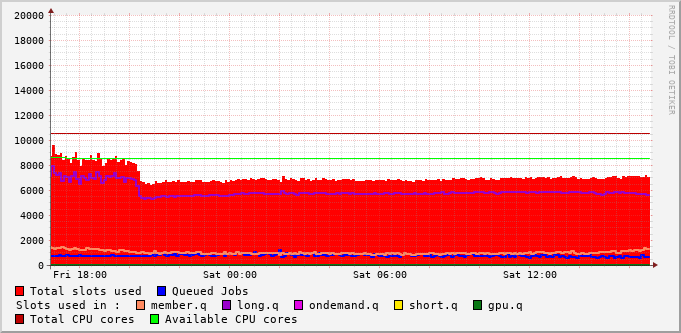 RRDTOOL / TOBI OETIKER
20000
18000
16000
14000
12000
10000
8000
6000
4000
2000
0
Fri 18:00 Sat 00:00 Sat 06:00 Sat 12:00
Total slots used Queued Jobs
Slots used in : member.q long.q ondemand.q short.q gpu.q
Total CPU cores Available CPU cores